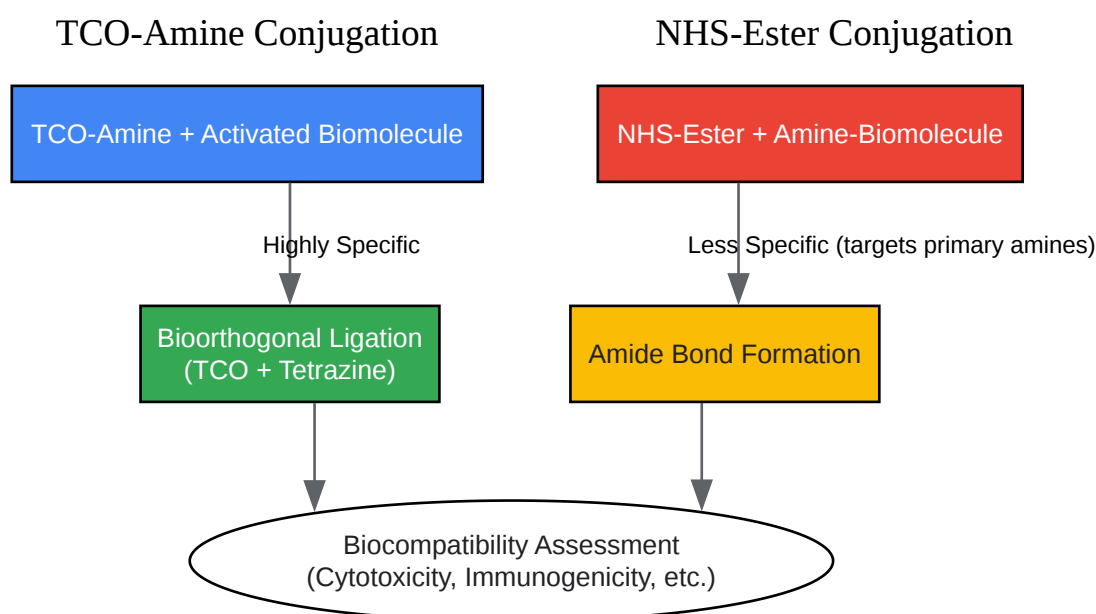 TCO-Amine Conjugation
NHS-Ester Conjugation
TCO-Amine + Activated Biomolecule
NHS-Ester + Amine-Biomolecule
Highly Specific
Less Specific (targets primary amines)
Bioorthogonal Ligation
(TCO + Tetrazine)
Amide Bond Formation
Biocompatibility Assessment
(Cytotoxicity, Immunogenicity, etc.)